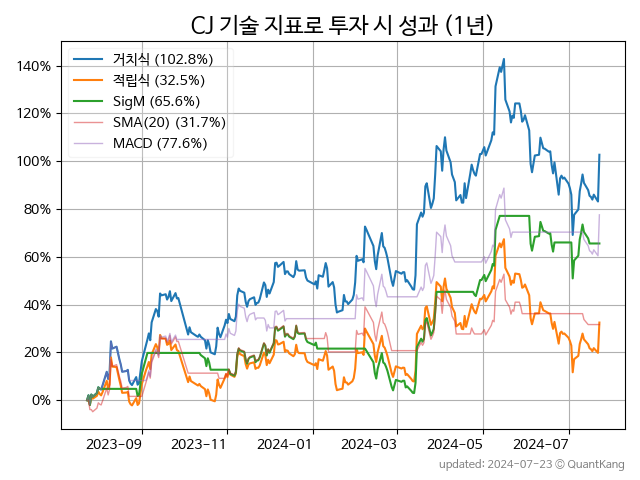 CJ 기술 지표로 투자 시 성과 (1년)
거치식 (102.8%)
적립식 (32.5%)
SigM (65.6%)
SMA(20) (31.7%)
MACD (77.6%)
140%
120%
100%
80%
60%
40%
20%
0%
2023-09 2023-11 2024-01 2024-03 2024-05 2024-07
updated: 2024-07-23 © QuantKang